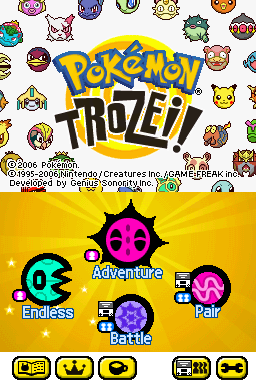 POKéMON
TROZEI!
©2006 Pokémon.
©1995-2006 Nintendo/Creatures inc./GAME FREAK inc.
Developed by Genius Sonority Inc.
Adventure
Endless
Pair
Battle